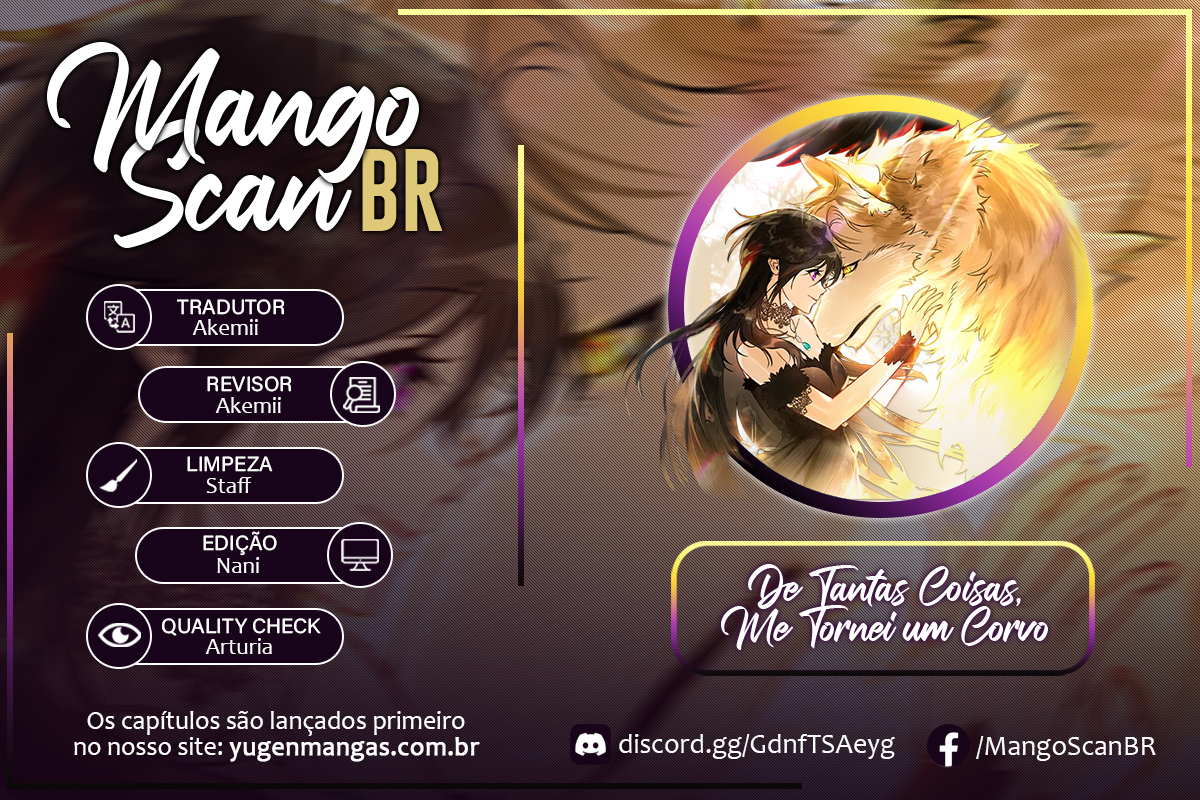 Mango
Scan BR
TRADUTOR
Akemii
REVISOR
Akemii
LIMPEZA
Staff
EDIÇÃO
Nani
QUALITY CHECK
Arturia
Os capítulos são lançados primeiro
no nosso site: yugenmangas.com.br
De Tantas Coisas,
Me Tornei um Corvo
discord.gg/GdnfTSAeyg
/MangoScanBR